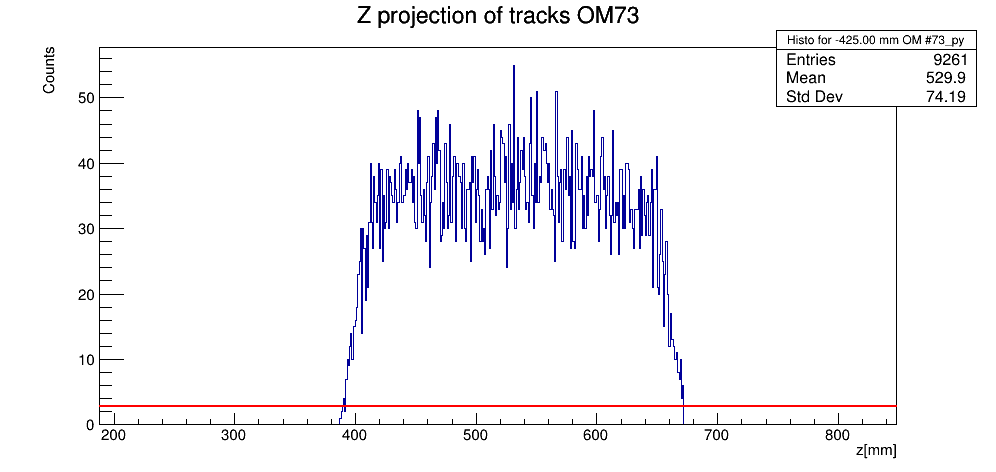 Z projection of tracks OM73
Histo for -425.00 mm OM #73_py
Entries 9261
Mean 529.9
Std Dev 74.19
Counts
50
40
30
20
10
0
200 300 400 500 600 700 800
z[mm]